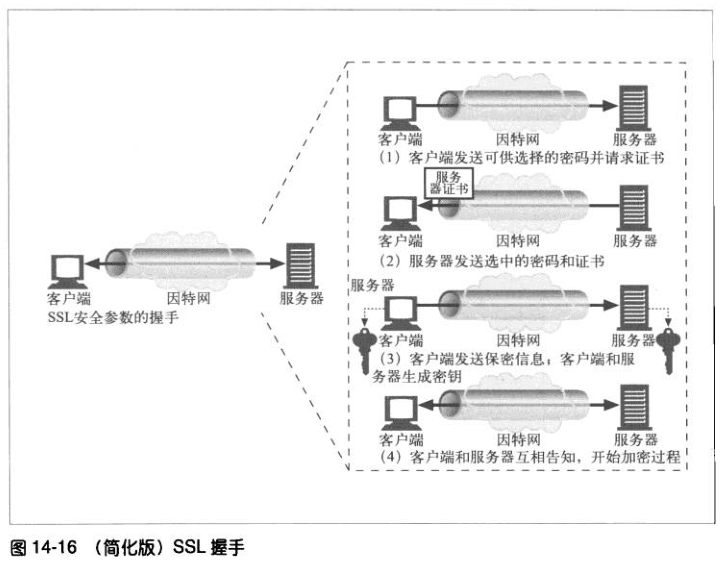 客户端 因特网 服务器
SSL安全参数的握手
客户端 因特网 服务器
(1) 客户端发送可供选择的密码并请求证书
服务
器证书
客户端 因特网 服务器
(2) 服务器发送选中的密码和证书
服务器
客户端 因特网 服务器
(3) 客户端发送保密信息；客户端和服
务器生成密钥
客户端 因特网 服务器
(4) 客户端和服务器互相告知，开始加密过程
图 14-16 （简化版）SSL 握手